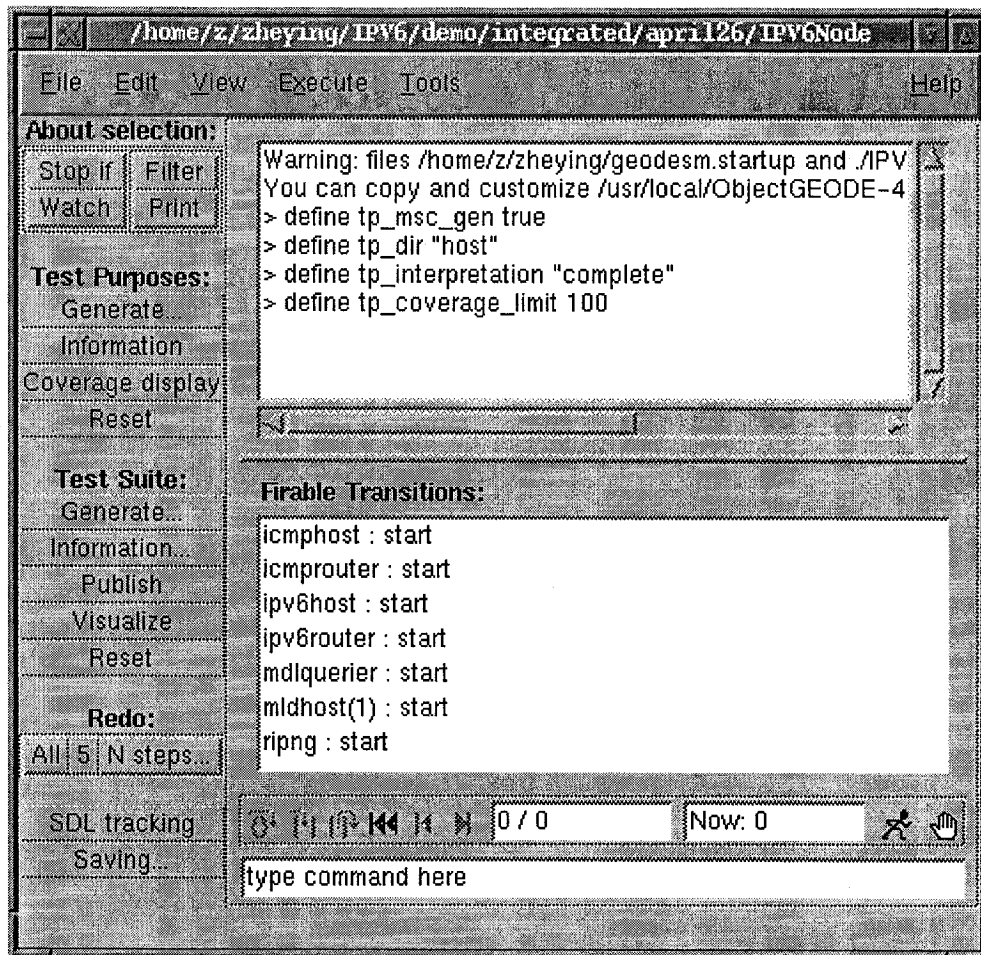 /home/z/zheying/IPV6/demo/integrated/april26/IPV6Node
File Edit View Execute Tools Help
About selection:
Stop if Filter
Watch Print
Test Purposes:
Generate...
Information
Coverage display
Reset
Test Suite:
Generate...
Information...
Publish
Visualize
Reset
Redo:
All 5 N steps...
SDL tracking
Saving...
Warning: files /home/z/zheying/geodesm.startup and ./IPV
You can copy and customize /usr/local/ObjectGEODE-4
> define tp_msc_gen true
> define tp_dir "host"
> define tp_interpretation "complete"
> define tp_coverage_limit 100
Firable Transitions:
icmphost : start
icmprouter : start
ipv6host : start
ipv6router : start
mdlquerier : start
mldhost(1) : start
ripng : start
0 / 0 Now: 0
type command here